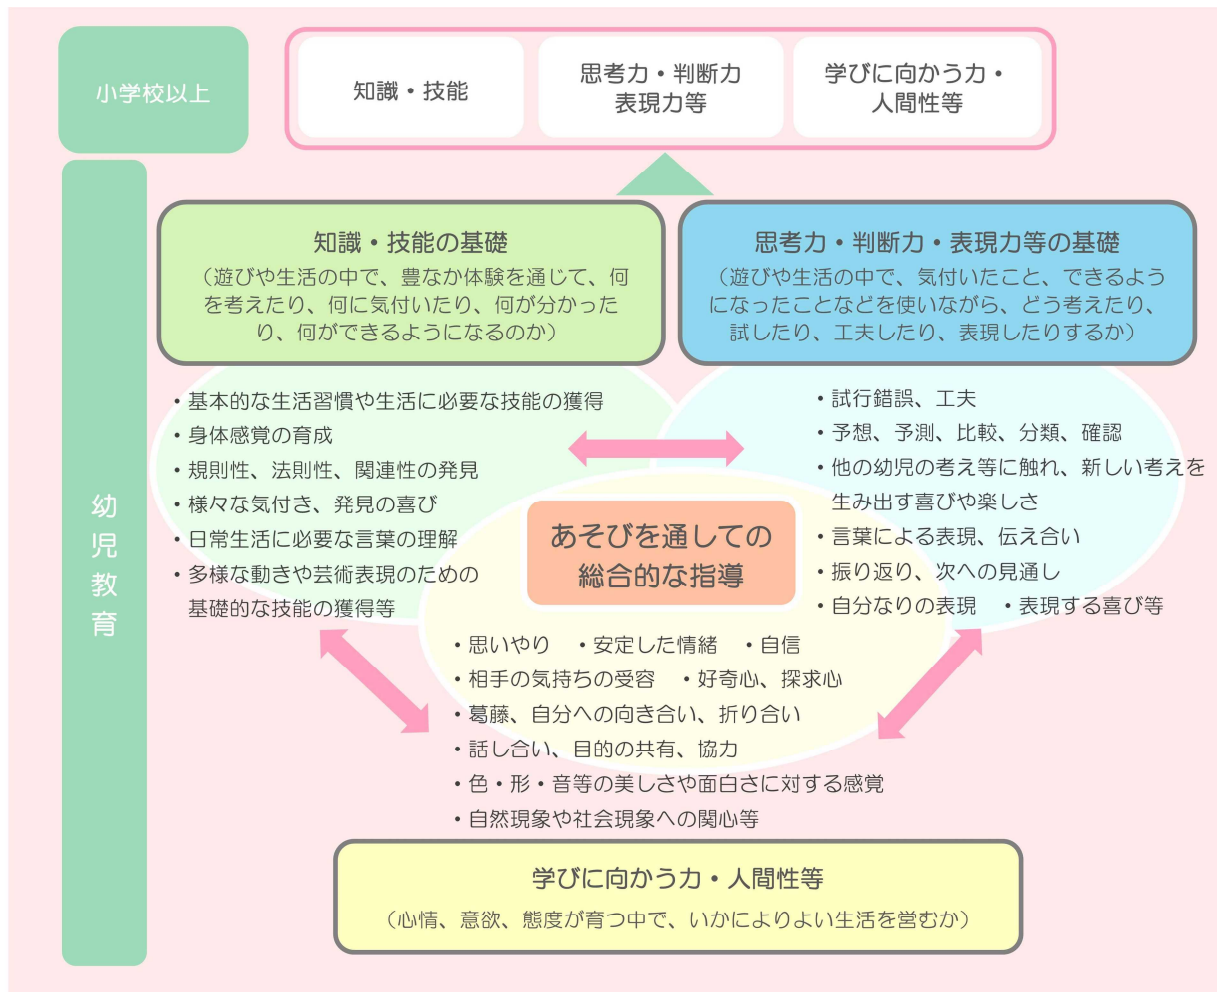 小学校以上
知識・技能
思考力・判断力
表現力等
学びに向かう力・
人間性等
幼児教育
知識・技能の基礎
（遊びや生活の中で、豊なか体験を通じて、何
を考えたり、何に気付いたり、何が分かった
り、何ができるようになるのか）
思考力・判断力・表現力等の基礎
（遊びや生活の中で、気付いたこと、できるよう
になったことなどを使いながら、どう考えたり、
試したり、工夫したり、表現したりするか）
・基本的な生活習慣や生活に必要な技能の獲得
・身体感覚の育成
・規則性、法則性、関連性の発見
・様々な気付き、発見の喜び
・日常生活に必要な言葉の理解
・多様な動きや芸術表現のための
基礎的な技能の獲得等
・試行錯誤、工夫
・予想、予測、比較、分類、確認
・他の幼児の考え等に触れ、新しい考えを
生み出す喜びや楽しさ
・言葉による表現、伝え合い
・振り返り、次への見通し
・自分なりの表現　・表現する喜び等
あそびを通しての
総合的な指導
・思いやり　・安定した情緒　・自信
・相手の気持ちの受容　・好奇心、探求心
・葛藤、自分への向き合い、折り合い
・話し合い、目的の共有、協力
・色・形・音等の美しさや面白さに対する感覚
・自然現象や社会現象への関心等
学びに向かう力・人間性等
（心情、意欲、態度が育つ中で、いかによりよい生活を営むか）